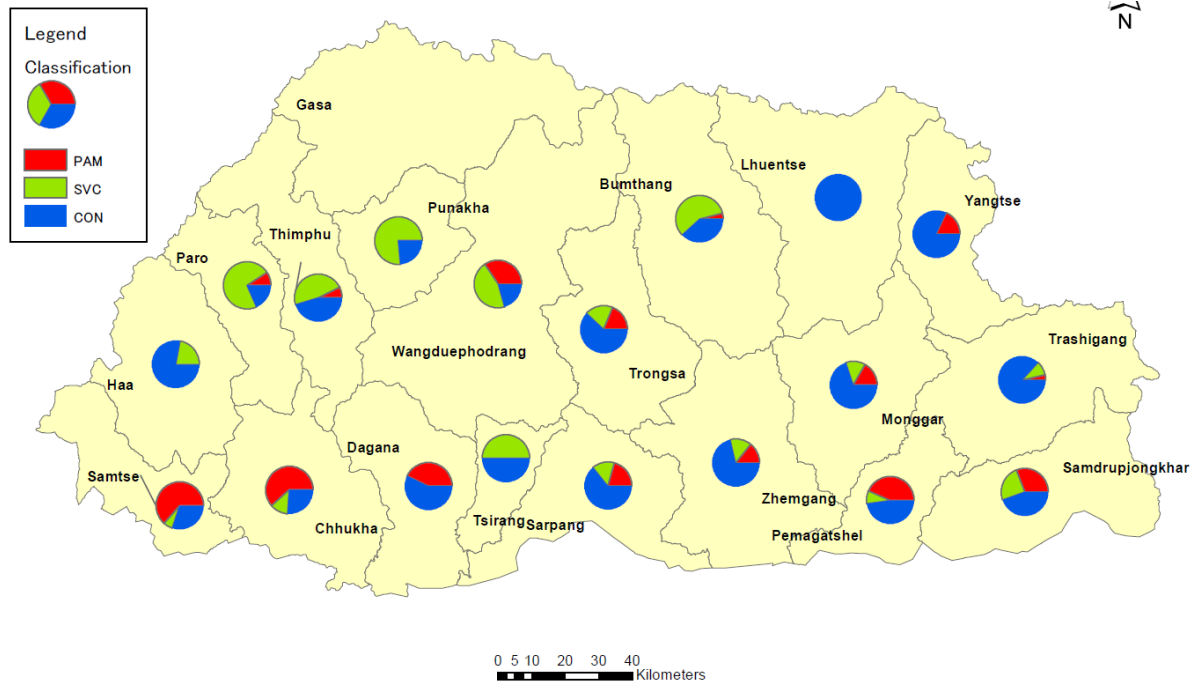 Legend
Classification
PAM
SVC
CON
N
Gasa
Lhuentse
Bumthang
Yangtse
Punakha
Thimphu
Paro
Trashigang
Wangduephodrang
Trongsa
Haa
Monggar
Dagana
Samdrupjongkhar
Samtse
Zhemgang
Chhukha
Tsirang
Sarpang
Pemagatshel
0 5 10 20 30 40
Kilometers